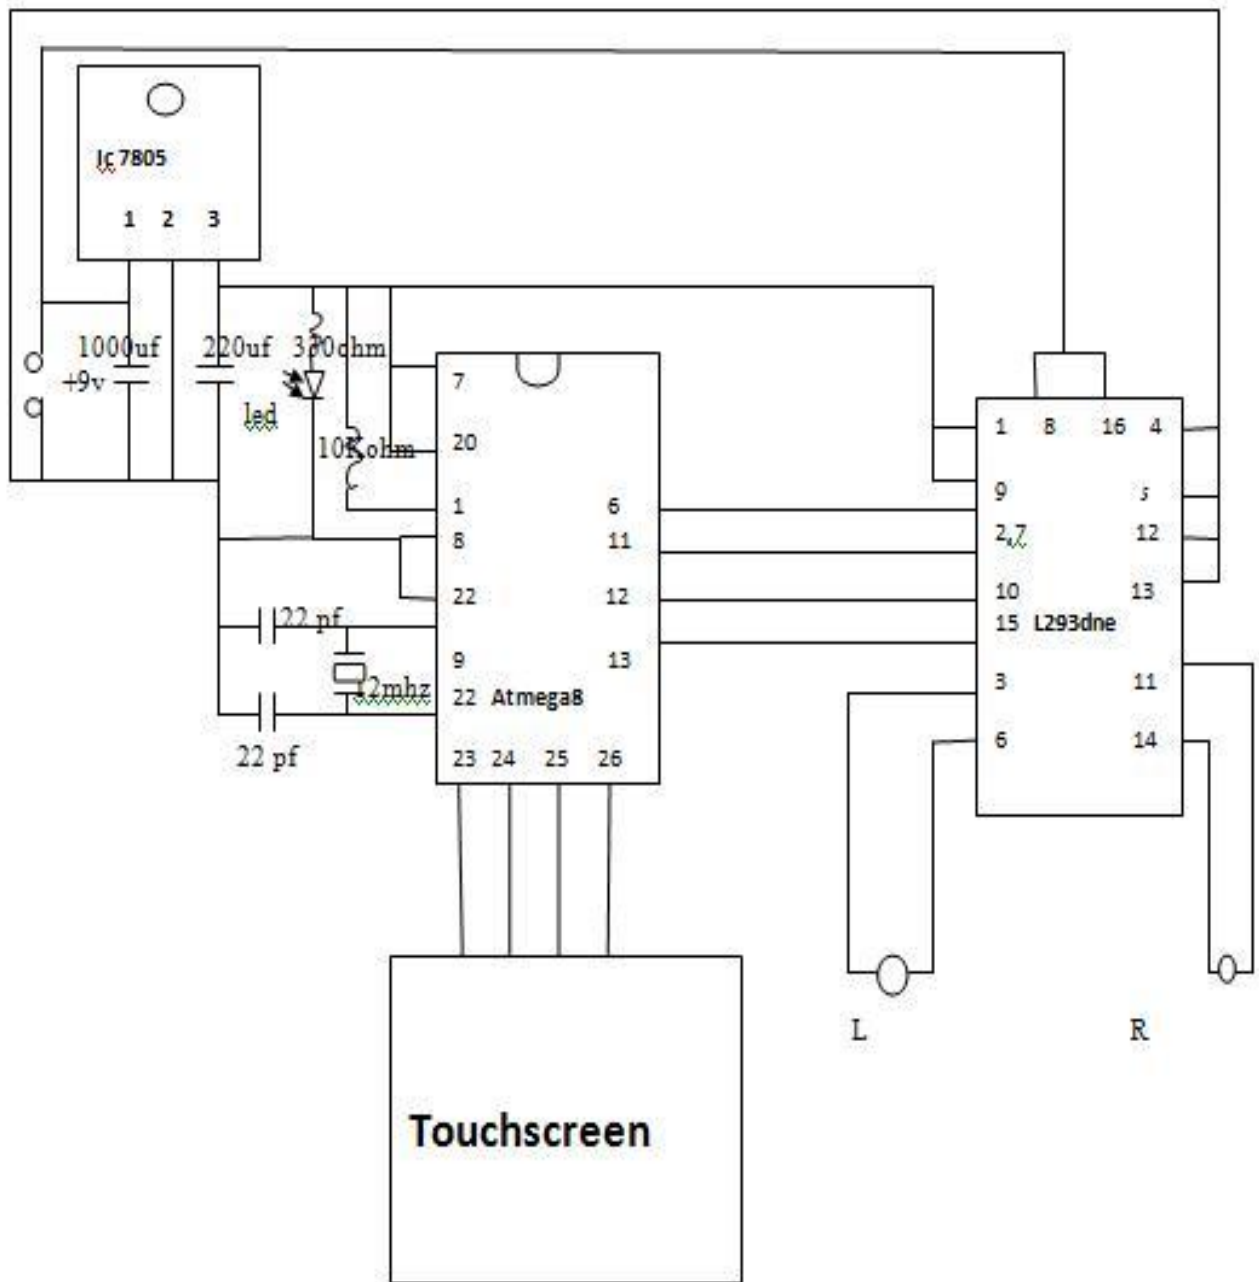 Ic 7805
1 2 3
1000uf 220uf 330ohm
+9v
led
10Kohm
7
20
1
8
22
22 pf
9
12mhz
22 Atmega8
22 pf
23 24 25 26
6
11
12
13
1 8 16 4
9 5
2,7 12
10 13
15 L293dne
3 11
6 14
L R
Touchscreen